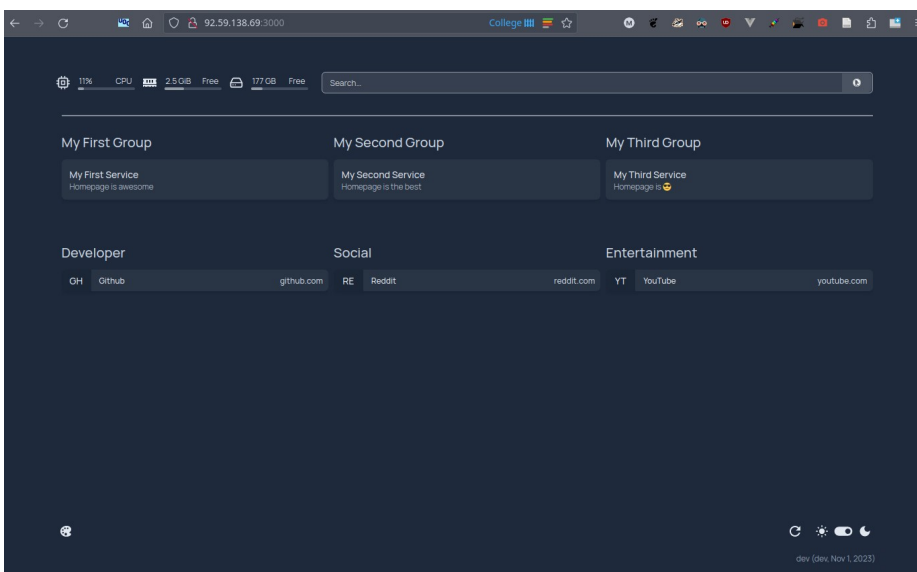 92.59.138.69:3000
College
11% CPU 2.5 GiB Free 177 GB Free Search...
My First Group My Second Group My Third Group
My First Service My Second Service My Third Service
Homepage is awesome Homepage is the best Homepage is 😎
Developer Social Entertainment
GH Github github.com RE Reddit reddit.com YT YouTube youtube.com
dev (dev, Nov 1, 2023)